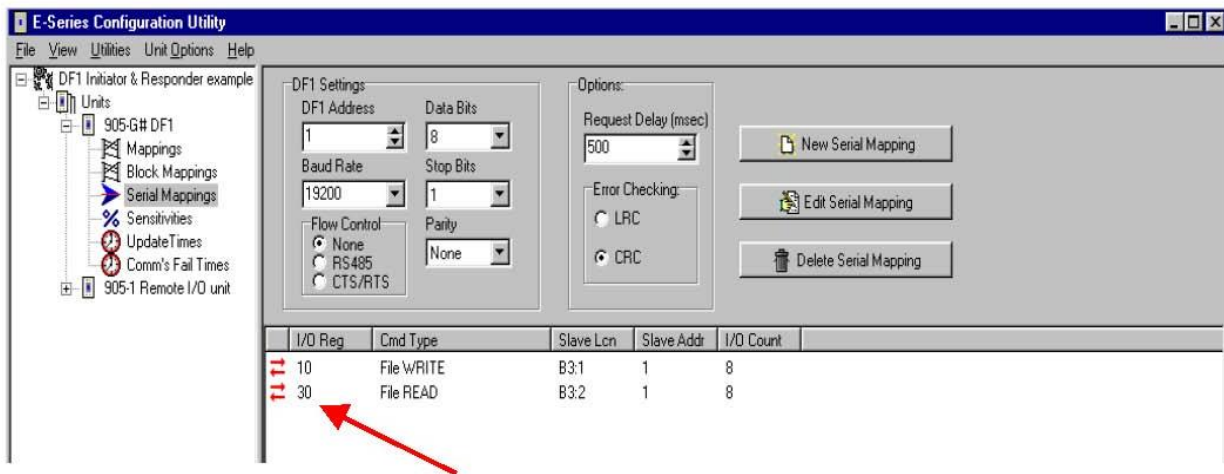 E-Series Configuration Utility
File View Utilities Unit Options Help
DF1 Initiator & Responder example
Units
905-G# DF1
Mappings
Block Mappings
Serial Mappings
Sensitivities
UpdateTimes
Comm's Fail Times
905-1 Remote I/O unit
DF1 Settings
DF1 Address Data Bits
1 8
Baud Rate Stop Bits
19200 1
Flow Control Parity
None
RS485
CTS/RTS
None
Options:
Request Delay (msec)
500
Error Checking:
LRC
CRC
New Serial Mapping
Edit Serial Mapping
Delete Serial Mapping
I/O Reg Cmd Type Slave Lcn Slave Addr I/O Count
10 File WRITE B3:1 1 8
30 File READ B3:2 1 8